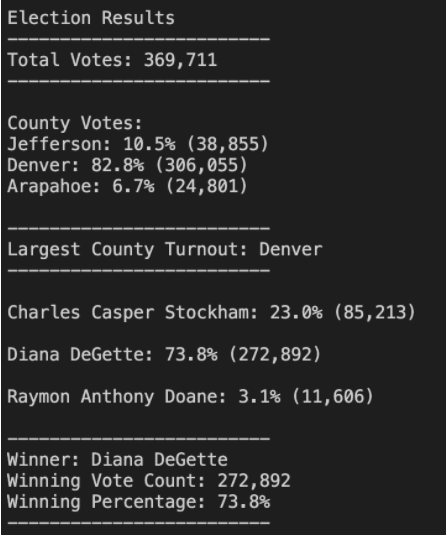 Election Results
-------------------------
Total Votes: 369,711
-------------------------
County Votes:
Jefferson: 10.5% (38,855)
Denver: 82.8% (306,055)
Arapahoe: 6.7% (24,801)
-------------------------
Largest County Turnout: Denver
-------------------------
Charles Casper Stockham: 23.0% (85,213)
Diana DeGette: 73.8% (272,892)
Raymon Anthony Doane: 3.1% (11,606)
-------------------------
Winner: Diana DeGette
Winning Vote Count: 272,892
Winning Percentage: 73.8%
-------------------------